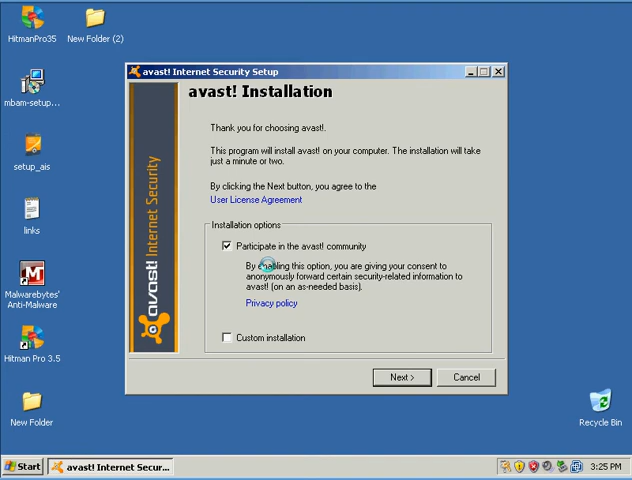 HitmanPro35
New Folder (2)
mbam-setup...
setup_ais
links
Malwarebytes'
Anti-Malware
Hitman Pro 3.5
New Folder
avast! Internet Security Setup
avast! Internet Security
avast! Installation
Thank you for choosing avast!.
This program will install avast! on your computer. The installation will take
just a minute or two.
By clicking the Next button, you agree to the
User License Agreement
Installation options
Participate in the avast! community
By enabling this option, you are giving your consent to
anonymously forward certain security-related information to
avast! (on an as-needed basis).
Privacy policy
Custom installation
Next >
Cancel
Recycle Bin
Start
avast! Internet Secur...
3:25 PM